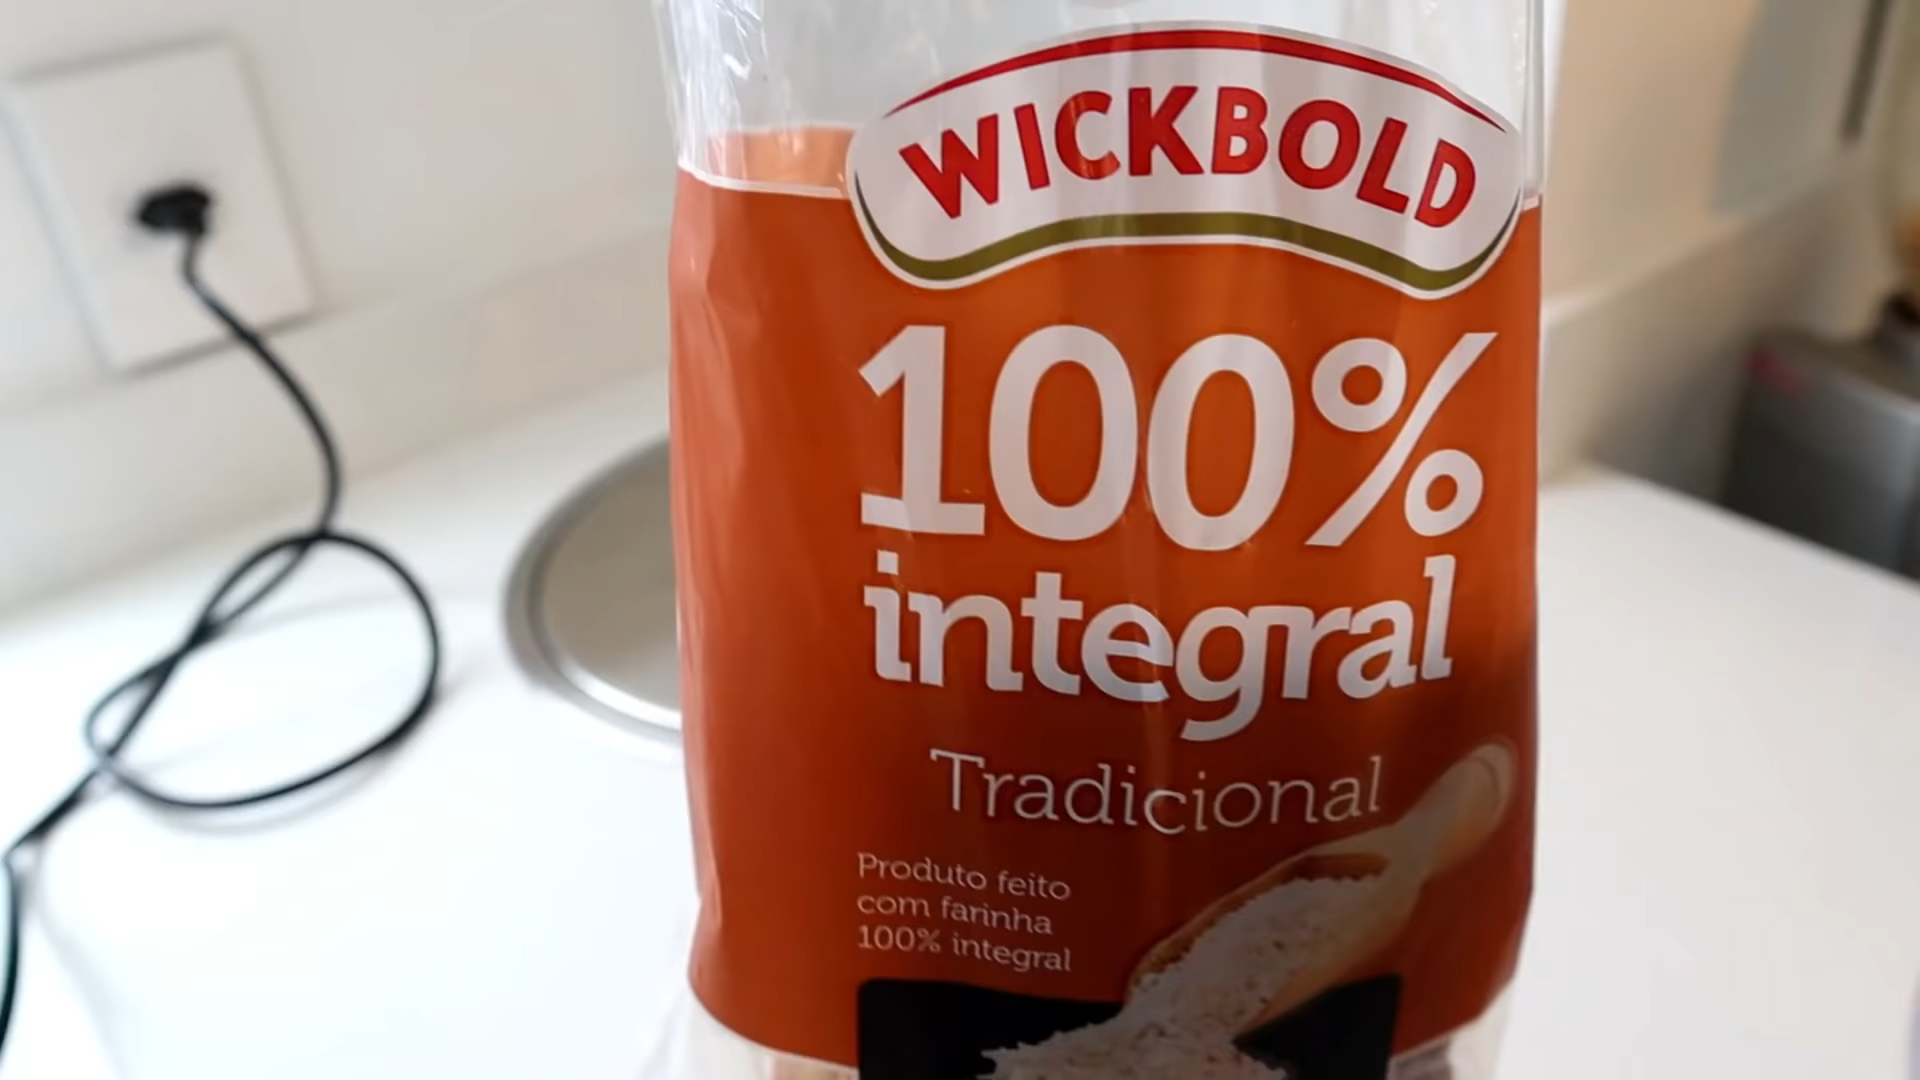 WICKBOLD
100%
integral
Tradicional
Produto feito
com farinha
100% integral